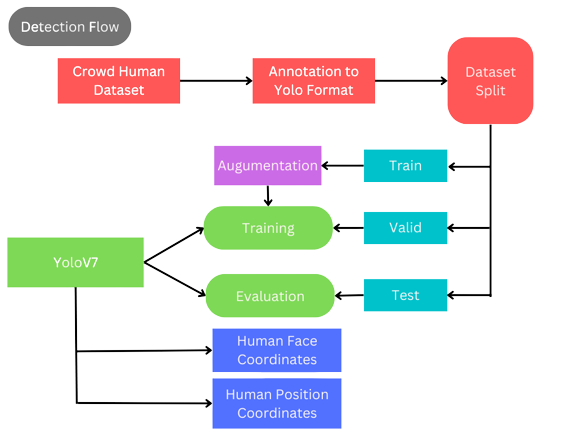 Detection Flow
Crowd Human
Dataset
Annotation to
Yolo Format
Dataset
Split
Augumentation
Train
Training
Valid
YoloV7
Evaluation
Test
Human Face
Coordinates
Human Position
Coordinates